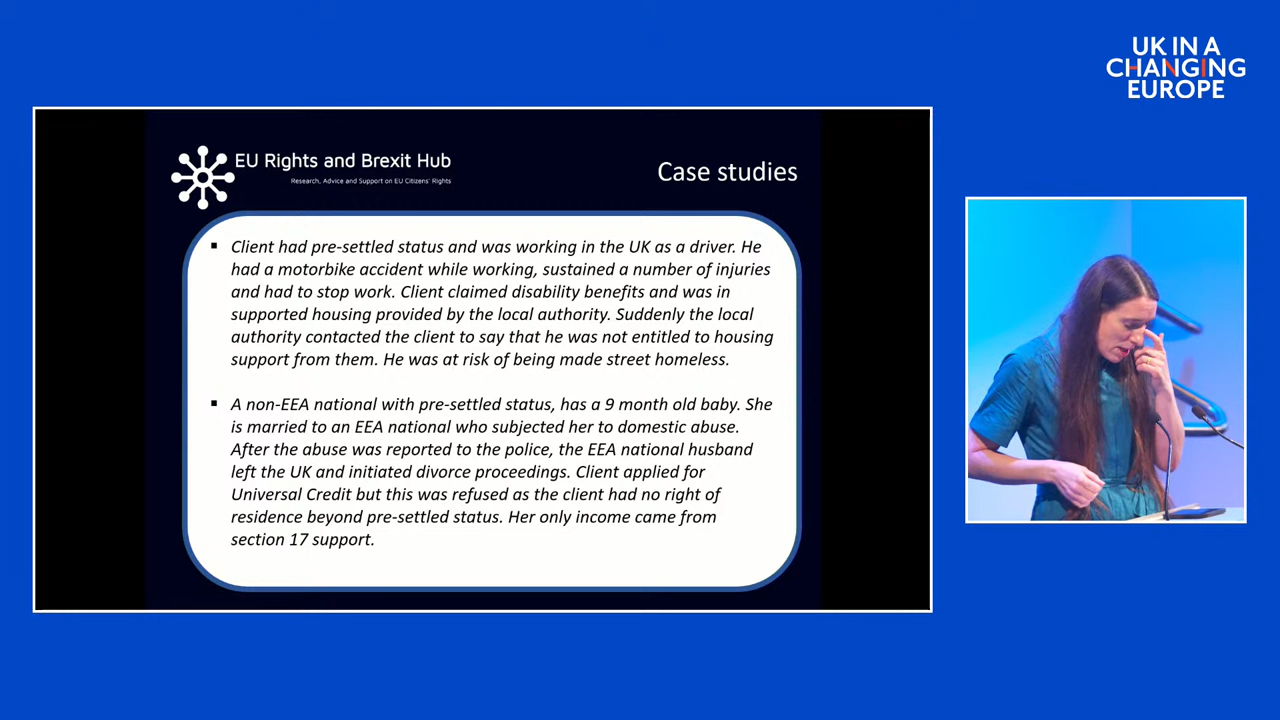 UK IN A
CHANGING
EUROPE
EU Rights and Brexit Hub
Research, Advice and Support on EU Citizens' Rights
Case studies
▪ Client had pre-settled status and was working in the UK as a driver. He
had a motorbike accident while working, sustained a number of injuries
and had to stop work. Client claimed disability benefits and was in
supported housing provided by the local authority. Suddenly the local
authority contacted the client to say that he was not entitled to housing
support from them. He was at risk of being made street homeless.
▪ A non-EEA national with pre-settled status, has a 9 month old baby. She
is married to an EEA national who subjected her to domestic abuse.
After the abuse was reported to the police, the EEA national husband
left the UK and initiated divorce proceedings. Client applied for
Universal Credit but this was refused as the client had no right of
residence beyond pre-settled status. Her only income came from
section 17 support.